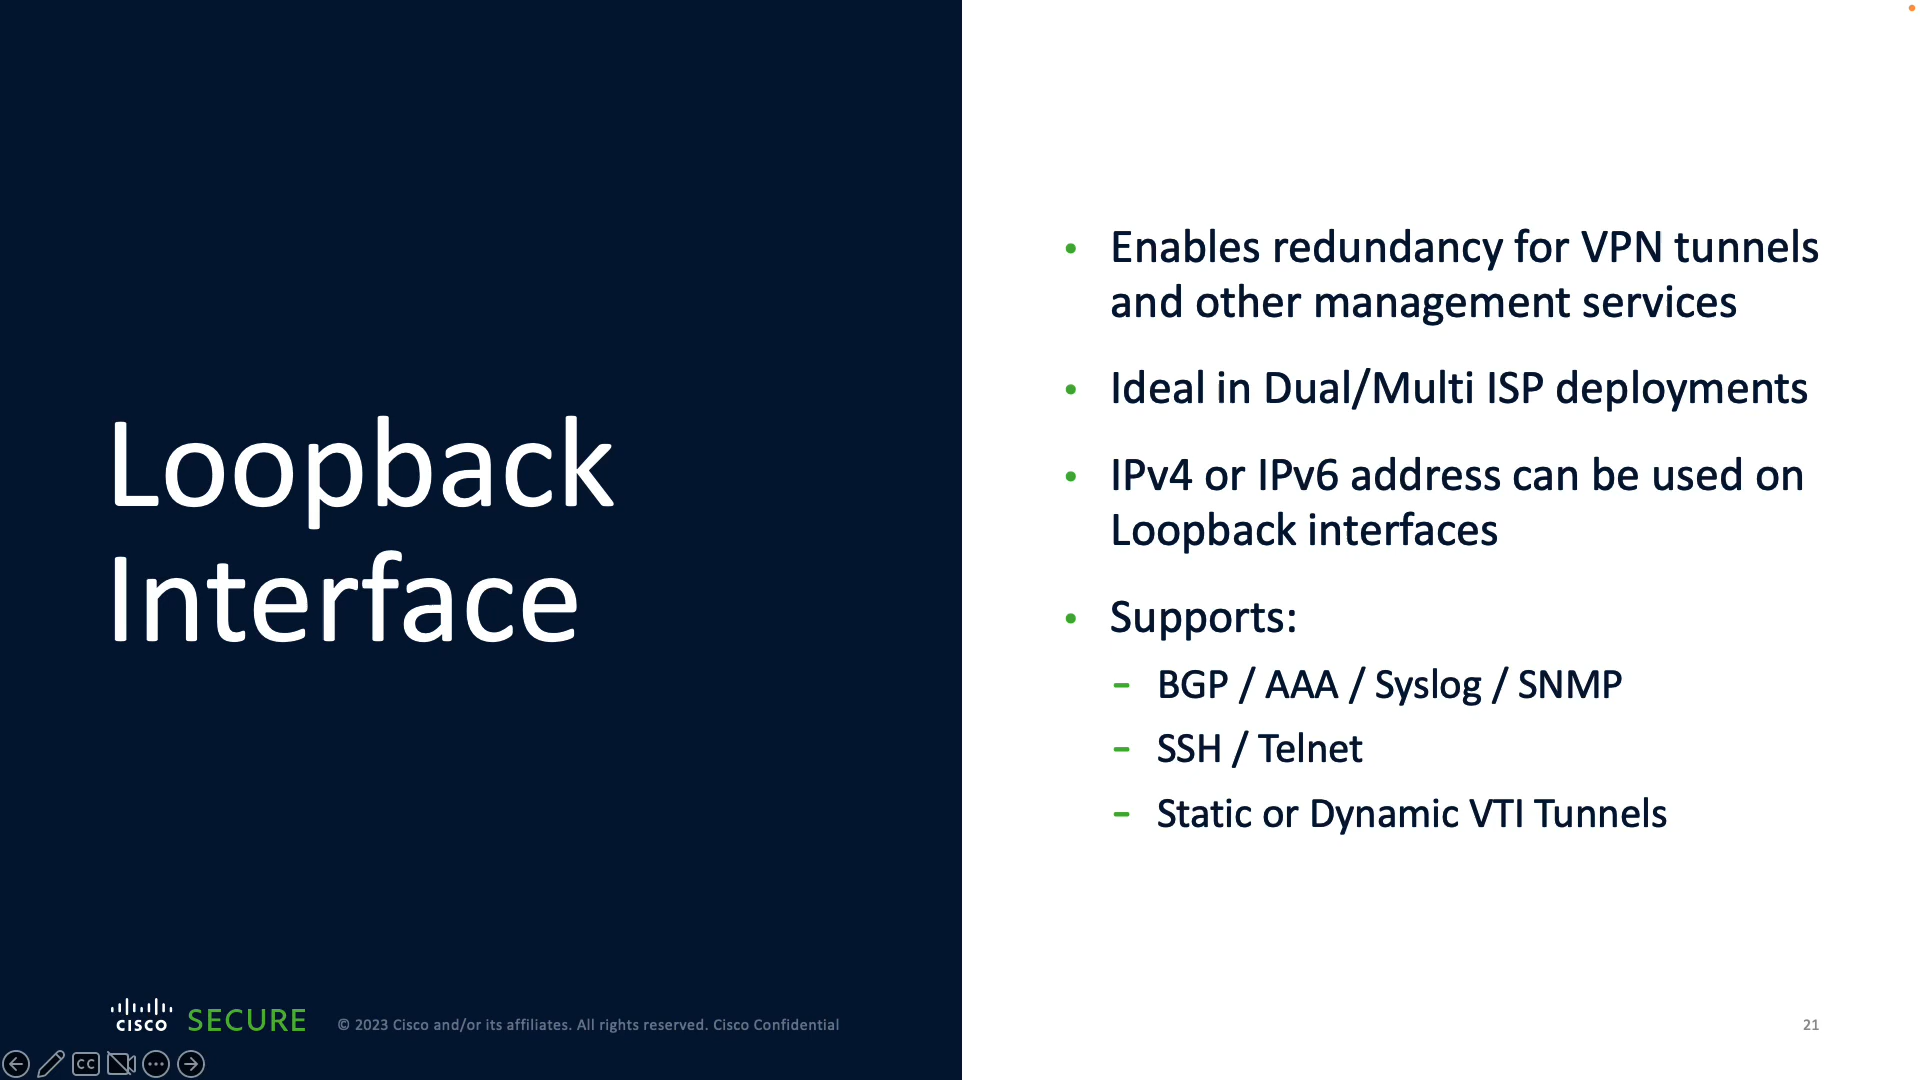 Loopback
Interface
• Enables redundancy for VPN tunnels
and other management services
• Ideal in Dual/Multi ISP deployments
• IPv4 or IPv6 address can be used on
Loopback interfaces
• Supports:
– BGP / AAA / Syslog / SNMP
– SSH / Telnet
– Static or Dynamic VTI Tunnels
CISCO SECURE © 2023 Cisco and/or its affiliates. All rights reserved. Cisco Confidential
21
CC